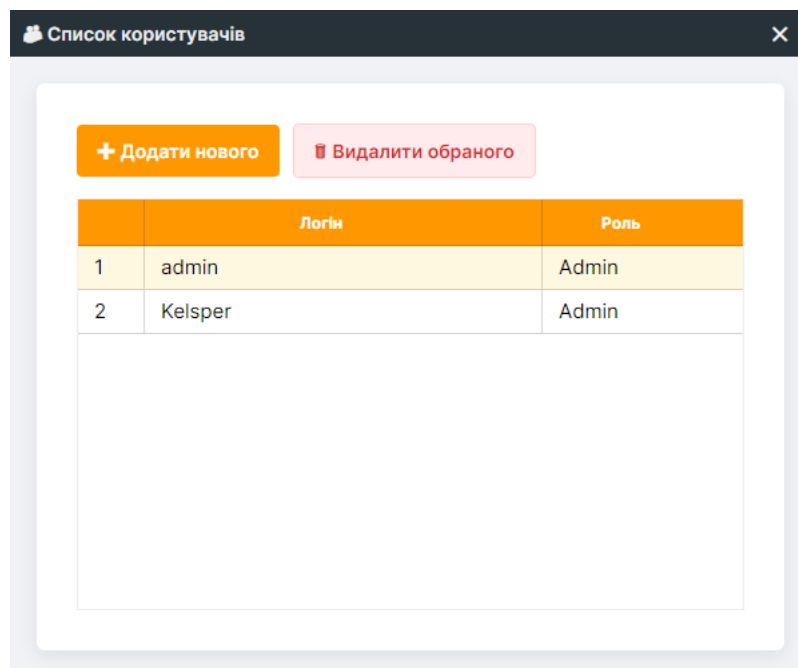 Список користувачів
Додати нового Видалити обраного
Логін Роль
1 admin Admin
2 Kelsper Admin